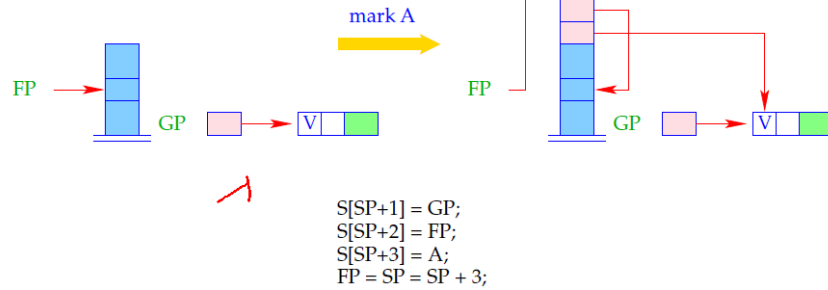 mark A
FP
FP
GP
V
GP
V
S[SP+1] = GP;
S[SP+2] = FP;
S[SP+3] = A;
FP = SP = SP + 3;